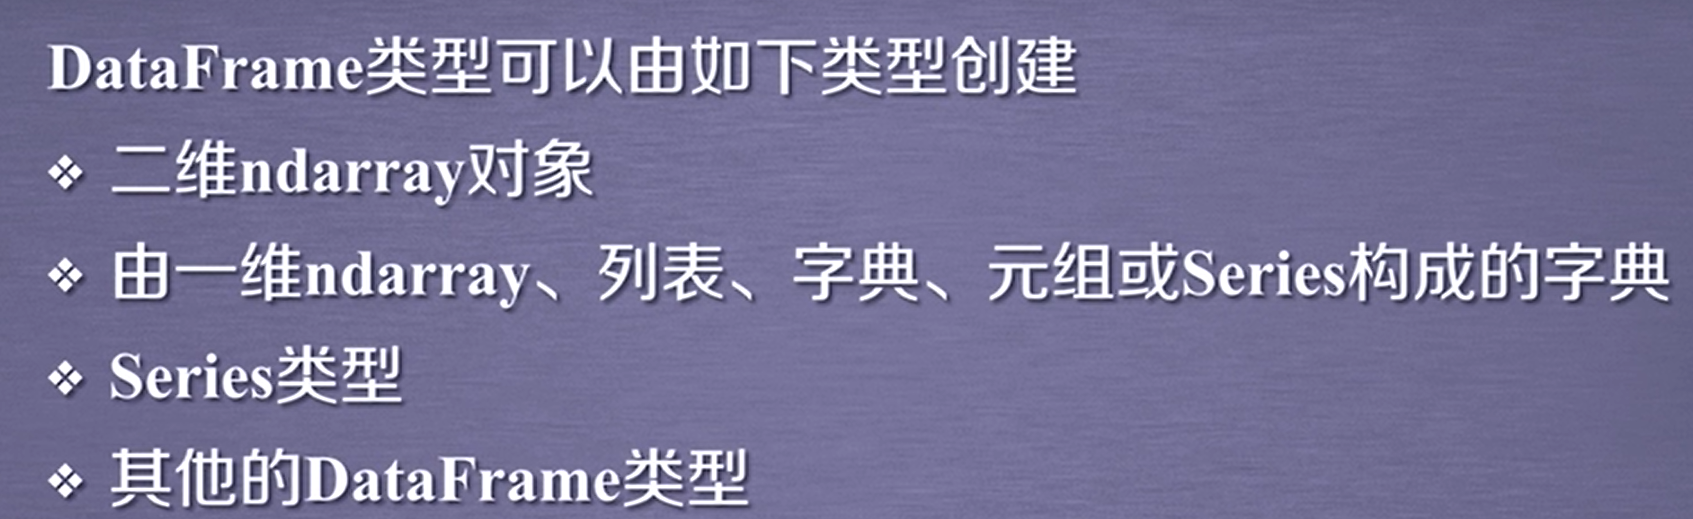 DataFrame类型可以由如下类型创建
❖ 二维ndarray对象
❖ 由一维ndarray、列表、字典、元组或Series构成的字典
❖ Series类型
❖ 其他的DataFrame类型